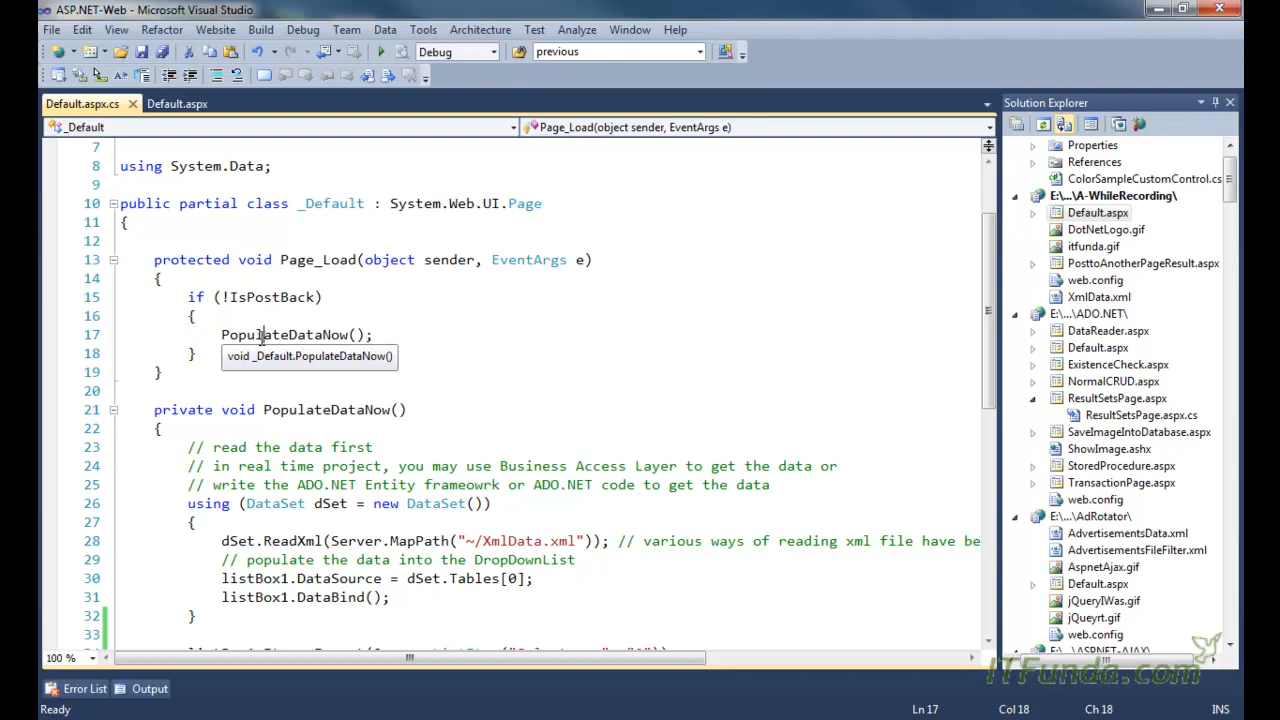 ASP.NET-Web - Microsoft Visual Studio
File Edit View Refactor Website Build Debug Team Data Tools Architecture Test Analyze Window Help
Debug previous
Default.aspx.cs Default.aspx
_Default Page_Load(object sender, EventArgs e)
7
8 using System.Data;
9
10 public partial class _Default : System.Web.UI.Page
11 {
12
13 protected void Page_Load(object sender, EventArgs e)
14 {
15 if (!IsPostBack)
16 {
17 PopulateDataNow();
void _Default.PopulateDataNow()
18 }
19 }
20
21 private void PopulateDataNow()
22 {
23 // read the data first
24 // in real time project, you may use Business Access Layer to get the data or
25 // write the ADO.NET Entity frameowrk or ADO.NET code to get the data
26 using (DataSet dSet = new DataSet())
27 {
28 dSet.ReadXml(Server.MapPath("~/XmlData.xml")); // various ways of reading xml file have be
29 // populate the data into the DropDownList
30 listBox1.DataSource = dSet.Tables[0];
31 listBox1.DataBind();
32 }
33
100 %
Solution Explorer
Properties
References
ColorSampleCustomControl.cs
E:\...\A-WhileRecording\
Default.aspx
DotNetLogo.gif
itfunda.gif
PosttoAnotherPageResult.aspx
web.config
XmlData.xml
E:\...\ADO.NET\
DataReader.aspx
Default.aspx
ExistenceCheck.aspx
NormalCRUD.aspx
ResultSetsPage.aspx
ResultSetsPage.aspx.cs
SaveImageIntoDatabase.aspx
ShowImage.ashx
StoredProcedure.aspx
TransactionPage.aspx
web.config
E:\...\AdRotator\
AdvertisementsData.xml
AdvertisementsFileFilter.xml
AspnetAjax.gif
Default.aspx
jQueryIWas.gif
jQueyrt.gif
web.config
E:\...\ASP.NET-AJAX\
ITFunda.com
Error List Output
Ready Ln 17 Col 18 Ch 18 INS